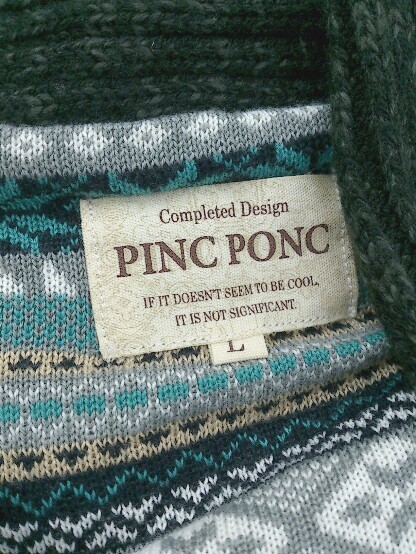 Completed Design
PINC PONC
IF IT DOESN'T SEEM TO BE COOL,
IT IS NOT SIGNIFICANT.
L